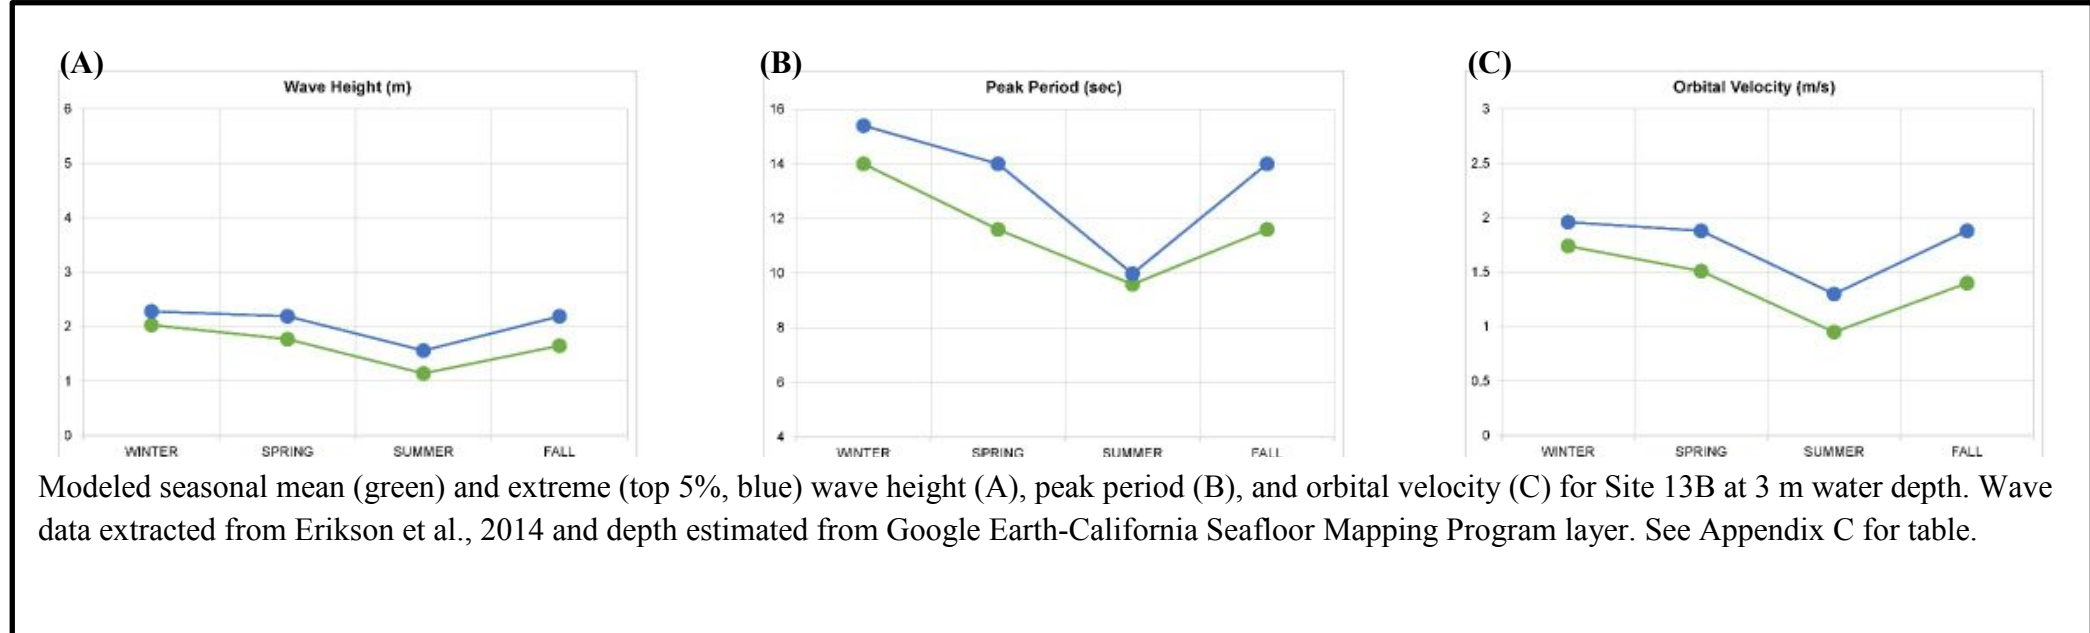 (A)
Wave Height (m)
6
5
4
3
2
1
0
WINTER SPRING SUMMER FALL
(B)
Peak Period (sec)
16
14
12
10
8
6
4
WINTER SPRING SUMMER FALL
(C)
Orbital Velocity (m/s)
3
2.5
2
1.5
1
0.5
0
WINTER SPRING SUMMER FALL
Modeled seasonal mean (green) and extreme (top 5%, blue) wave height (A), peak period (B), and orbital velocity (C) for Site 13B at 3 m water depth. Wave
data extracted from Erikson et al., 2014 and depth estimated from Google Earth-California Seafloor Mapping Program layer. See Appendix C for table.